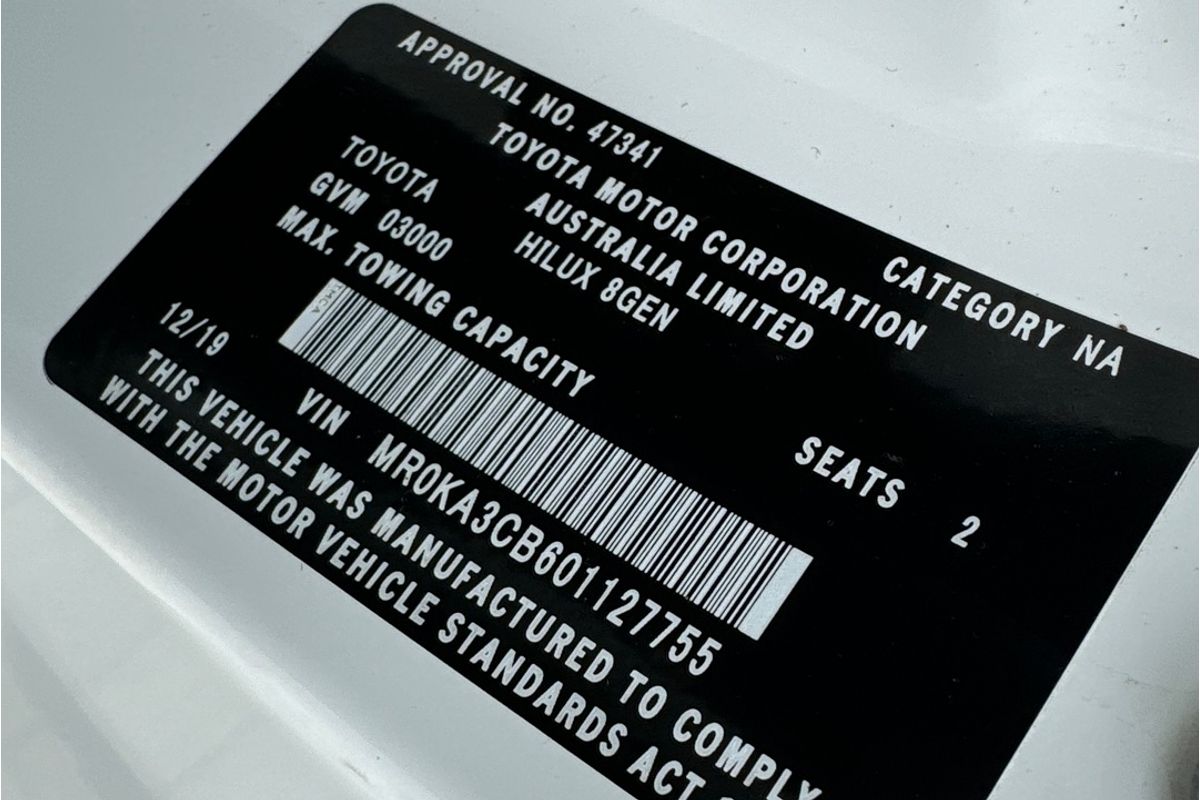 APPROVAL NO. 47341 CATEGORY NA
TOYOTA MOTOR CORPORATION
AUSTRALIA LIMITED
TOYOTA HILUX 8GEN
GVM 03000 SEATS 2
MAX. TOWING CAPACITY
12/19 VIN MR0KA3CB601127755
THIS VEHICLE WAS MANUFACTURED TO COMPLY
WITH THE MOTOR VEHICLE STANDARDS ACT